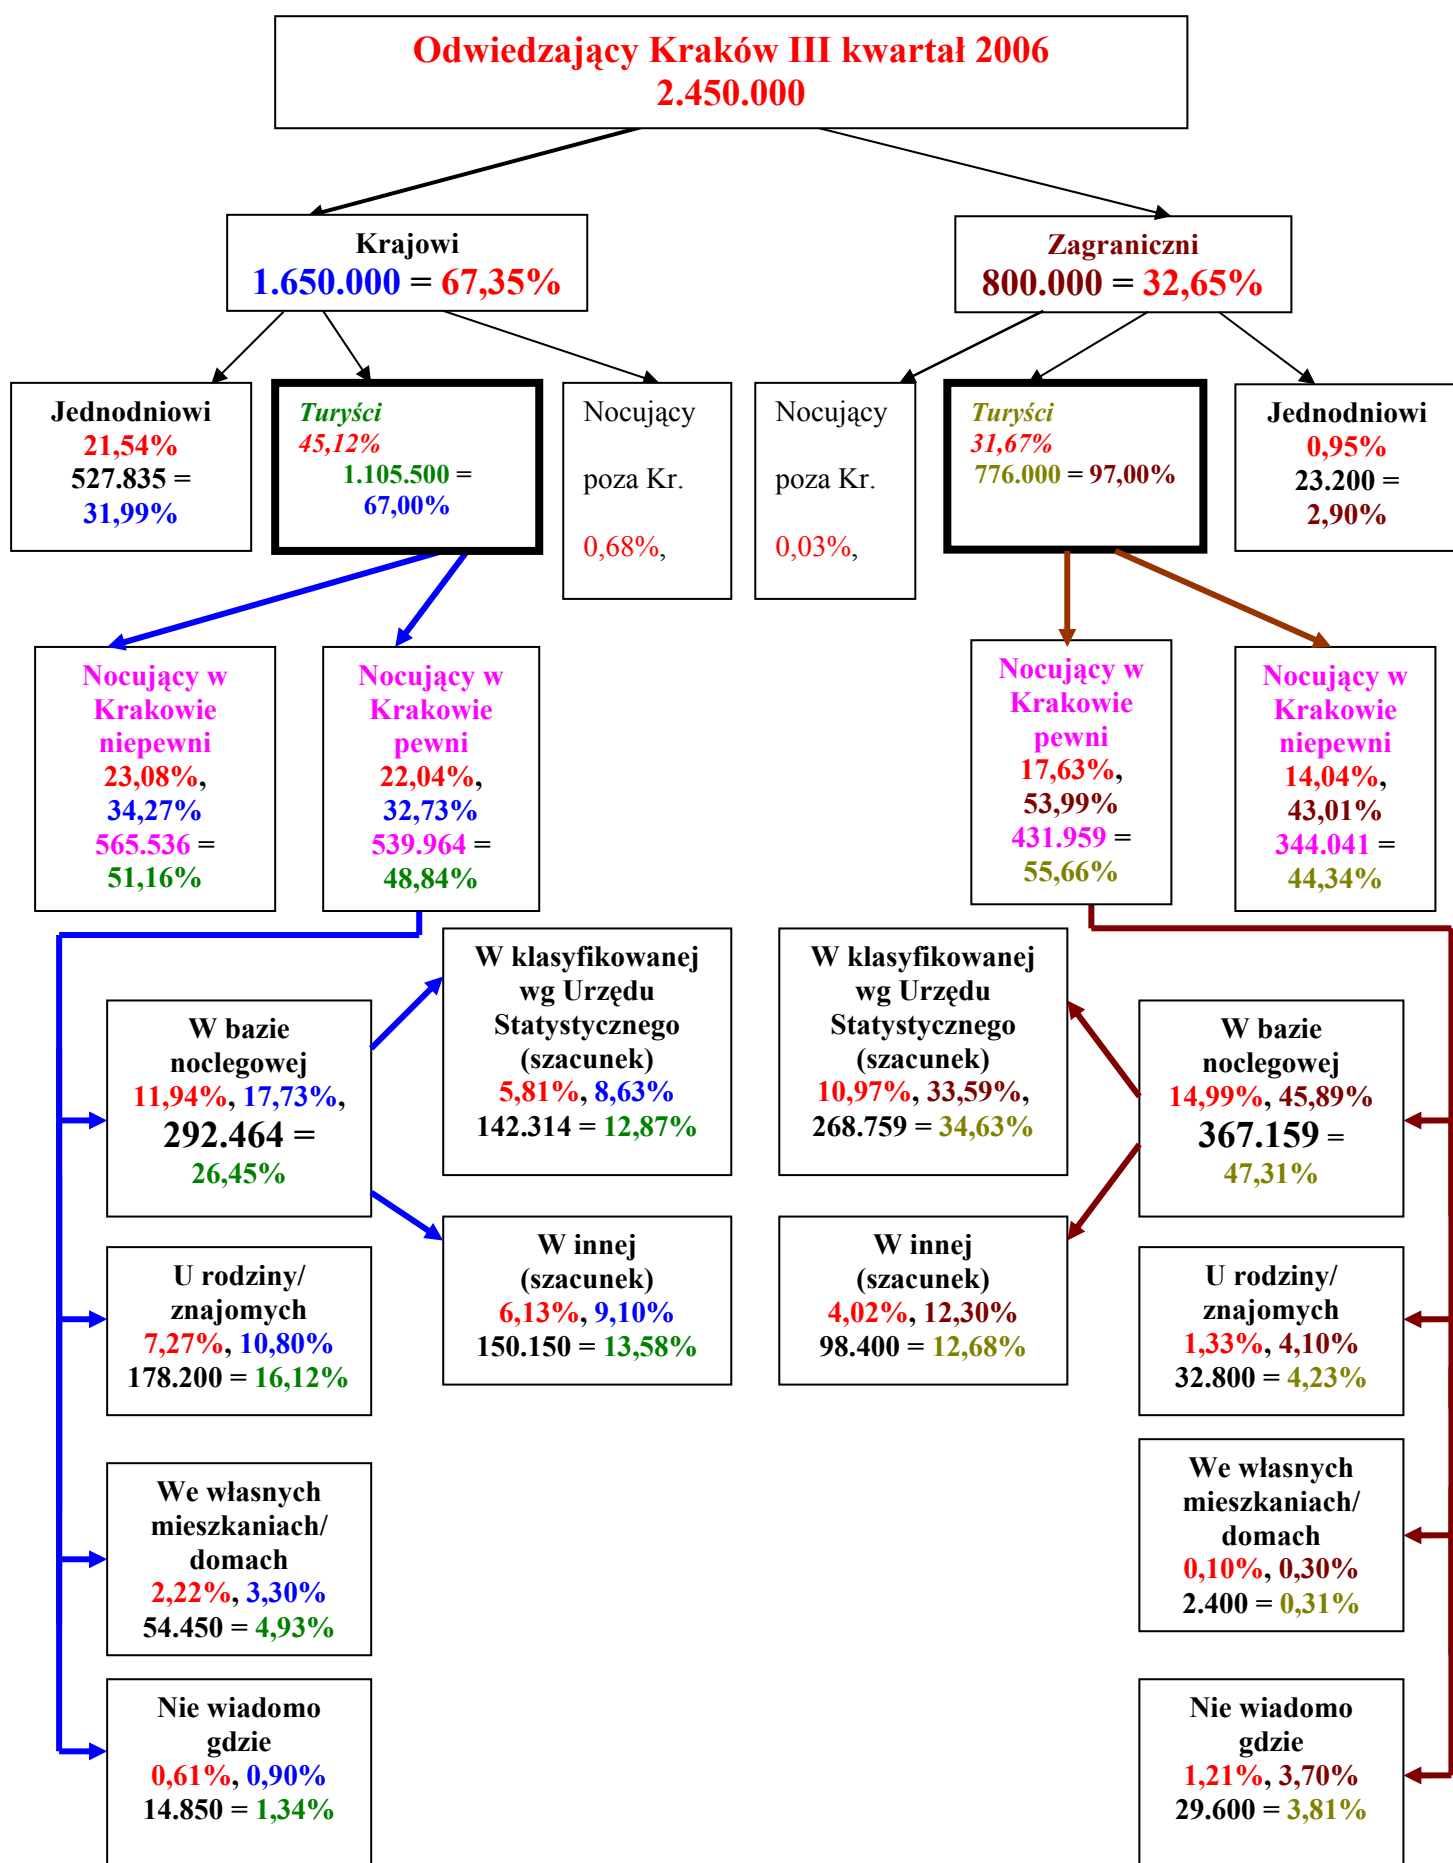 Odwiedzający Kraków III kwartał 2006
2.450.000
Krajowi
1.650.000 = 67,35%
Zagraniczni
800.000 = 32,65%
Jednodniowi
21,54%
527.835 =
31,99%
Turyści
45,12%
1.105.500 =
67,00%
Nocujący
poza Kr.
0,68%,
Nocujący
poza Kr.
0,03%,
Turyści
31,67%
776.000 = 97,00%
Jednodniowi
0,95%
23.200 =
2,90%
Nocujący w
Krakowie
niepewni
23,08%,
34,27%
565.536 =
51,16%
Nocujący w
Krakowie
pewni
22,04%,
32,73%
539.964 =
48,84%
Nocujący w
Krakowie
pewni
17,63%,
53,99%
431.959 =
55,66%
Nocujący w
Krakowie
niepewni
14,04%,
43,01%
344.041 =
44,34%
W bazie
noclegowej
11,94%, 17,73%,
292.464 =
26,45%
W klasyfikowanej
wg Urzędu
Statystycznego
(szacunek)
5,81%, 8,63%
142.314 = 12,87%
W klasyfikowanej
wg Urzędu
Statystycznego
(szacunek)
10,97%, 33,59%,
268.759 = 34,63%
W bazie
noclegowej
14,99%, 45,89%
367.159 =
47,31%
U rodziny/
znajomych
7,27%, 10,80%
178.200 = 16,12%
W innej
(szacunek)
6,13%, 9,10%
150.150 = 13,58%
W innej
(szacunek)
4,02%, 12,30%
98.400 = 12,68%
U rodziny/
znajomych
1,33%, 4,10%
32.800 = 4,23%
We własnych
mieszkaniach/
domach
2,22%, 3,30%
54.450 = 4,93%
We własnych
mieszkaniach/
domach
0,10%, 0,30%
2.400 = 0,31%
Nie wiadomo
gdzie
0,61%, 0,90%
14.850 = 1,34%
Nie wiadomo
gdzie
1,21%, 3,70%
29.600 = 3,81%